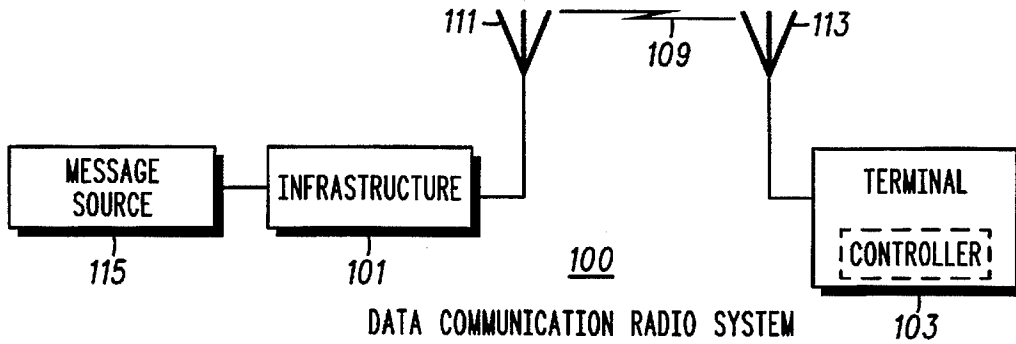 111
109
113
MESSAGE
SOURCE
INFRASTRUCTURE
TERMINAL
CONTROLLER
115
101
100
103
DATA COMMUNICATION RADIO SYSTEM